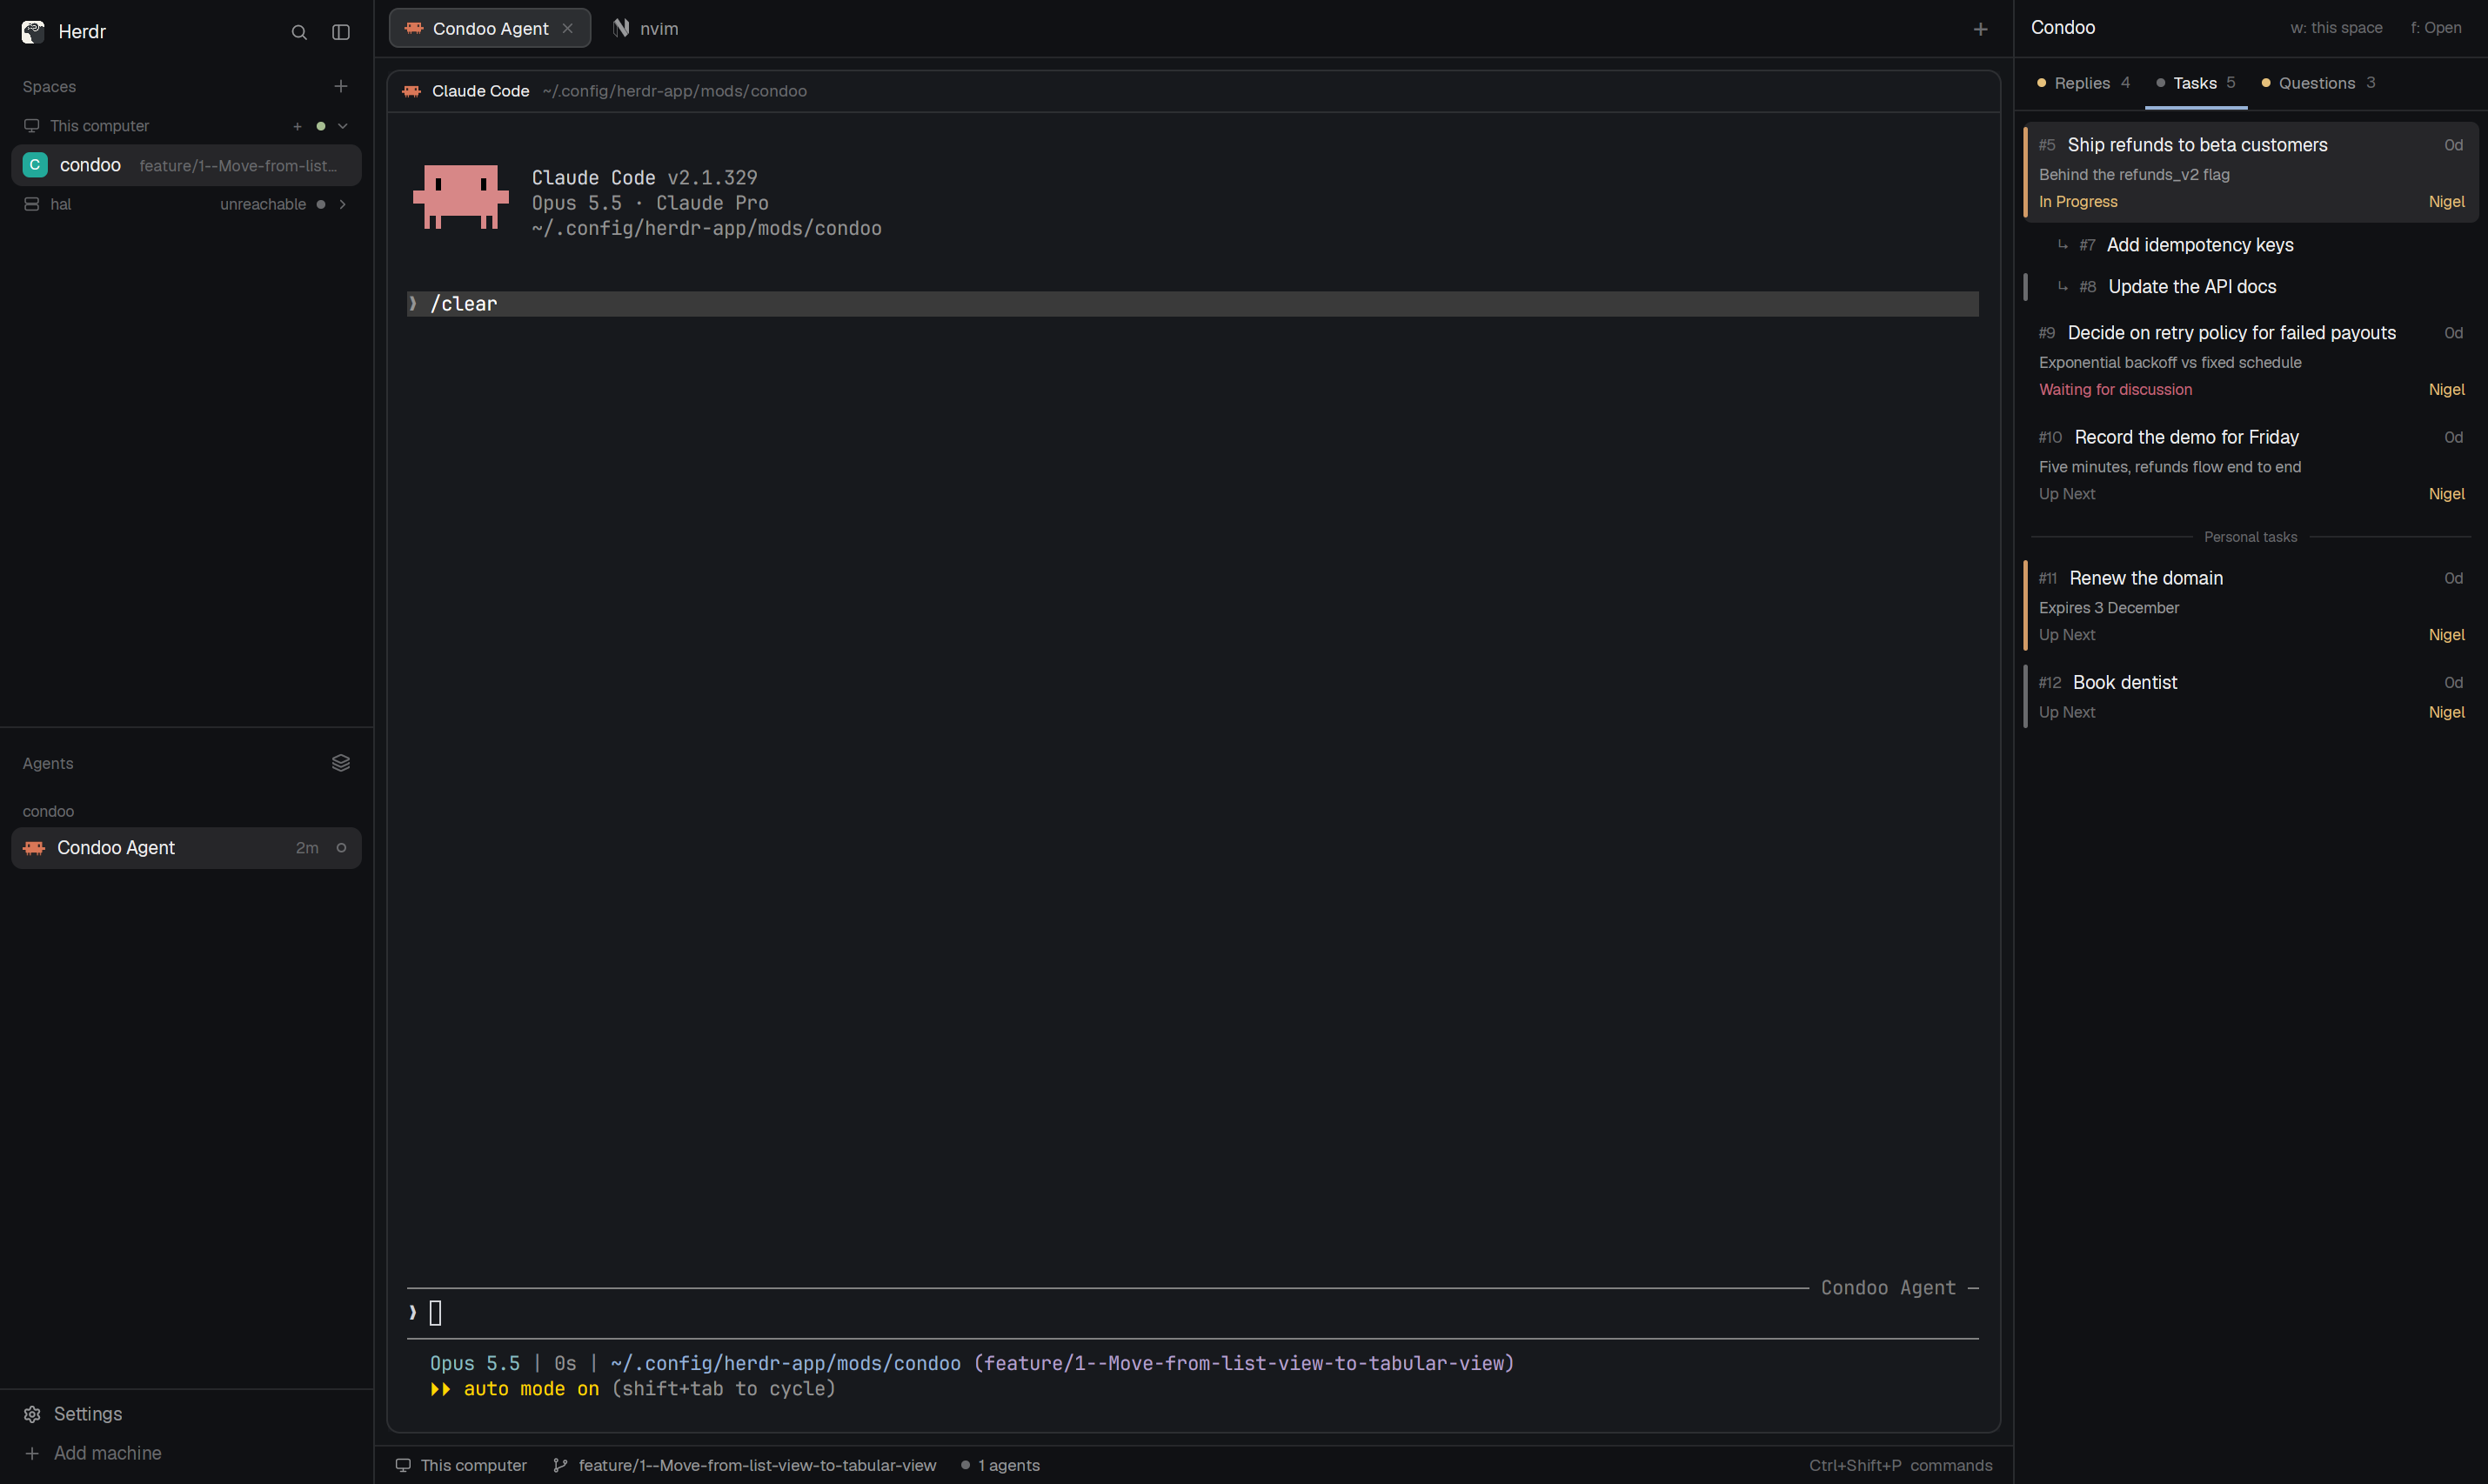 Herdr
Spaces
This computer
C condoo feature/1--Move-from-list...
hal unreachable
Agents
condoo
Condoo Agent 2m
Settings
Add machine
Condoo Agent
nvim
Claude Code ~/.config/herdr-app/mods/condoo
Claude Code v2.1.329
Opus 5.5 · Claude Pro
~/.config/herdr-app/mods/condoo
❯ /clear
Condoo Agent
❯
Opus 5.5 | 0s | ~/.config/herdr-app/mods/condoo (feature/1--Move-from-list-view-to-tabular-view)
auto mode on (shift+tab to cycle)
This computer feature/1--Move-from-list-view-to-tabular-view 1 agents Ctrl+Shift+P commands
Condoo w: this space f: Open
Replies 4 Tasks 5 Questions 3
#5 Ship refunds to beta customers 0d
Behind the refunds_v2 flag
In Progress Nigel
↳ #7 Add idempotency keys
↳ #8 Update the API docs
#9 Decide on retry policy for failed payouts 0d
Exponential backoff vs fixed schedule
Waiting for discussion Nigel
#10 Record the demo for Friday 0d
Five minutes, refunds flow end to end
Up Next Nigel
Personal tasks
#11 Renew the domain 0d
Expires 3 December
Up Next Nigel
#12 Book dentist 0d
Up Next Nigel